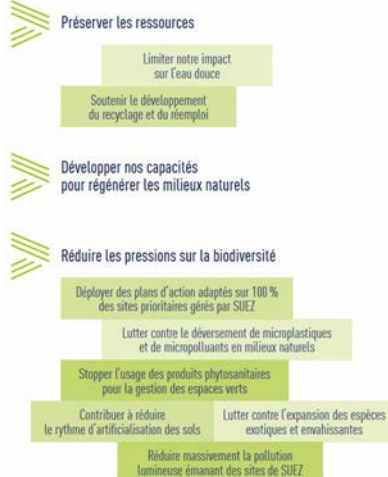 Préserver les ressources
Limiter notre impact
sur l'eau douce
Soutenir le développement
du recyclage et du réemploi
Développer nos capacités
pour régénérer les milieux naturels
Réduire les pressions sur la biodiversité
Déployer des plans d'action adaptés sur 100 %
des sites prioritaires gérés par SUEZ
Lutter contre le déversement de microplastiques
et de micropolluants en milieux naturels
Stopper l'usage des produits phytosanitaires
pour la gestion des espaces verts
Contribuer à réduire
le rythme d'artificialisation des sols
Lutter contre l'expansion des espèces
exotiques et envahissantes
Réduire massivement la pollution
lumineuse émanant des sites de SUEZ